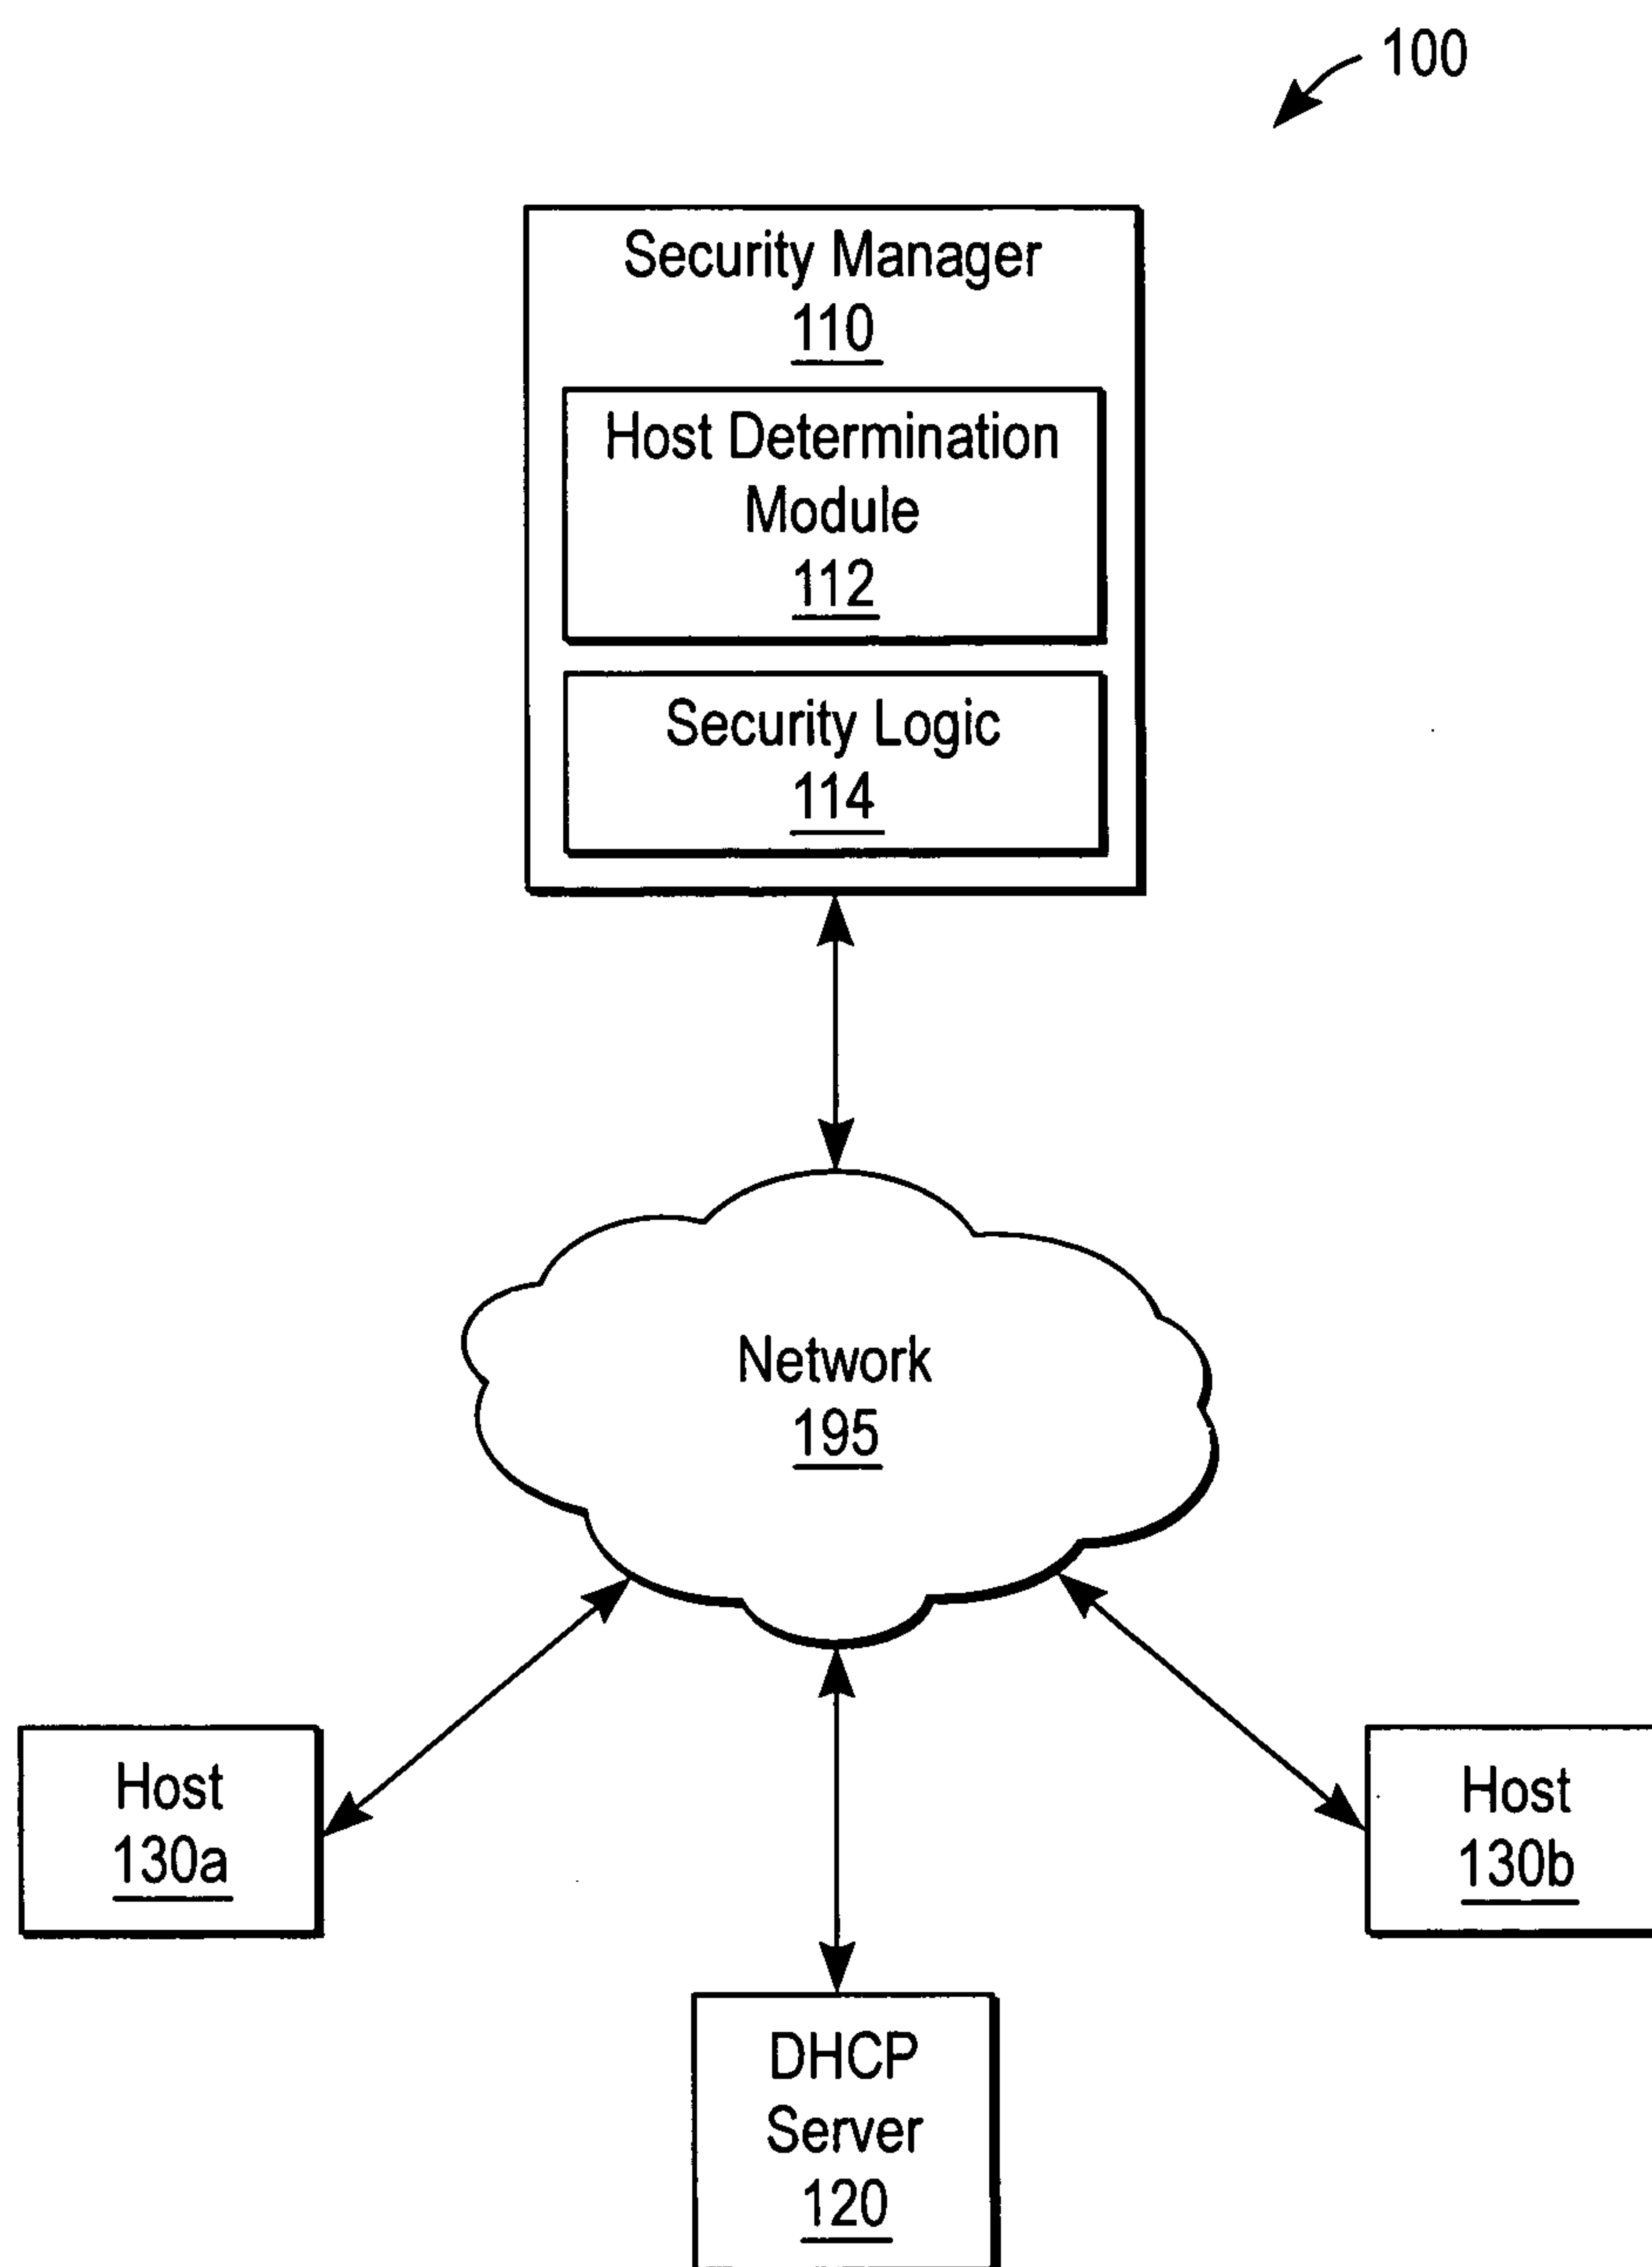 100
Security Manager
110
Host Determination
Module
112
Security Logic
114
Network
195
Host
130a
Host
130b
DHCP
Server
120